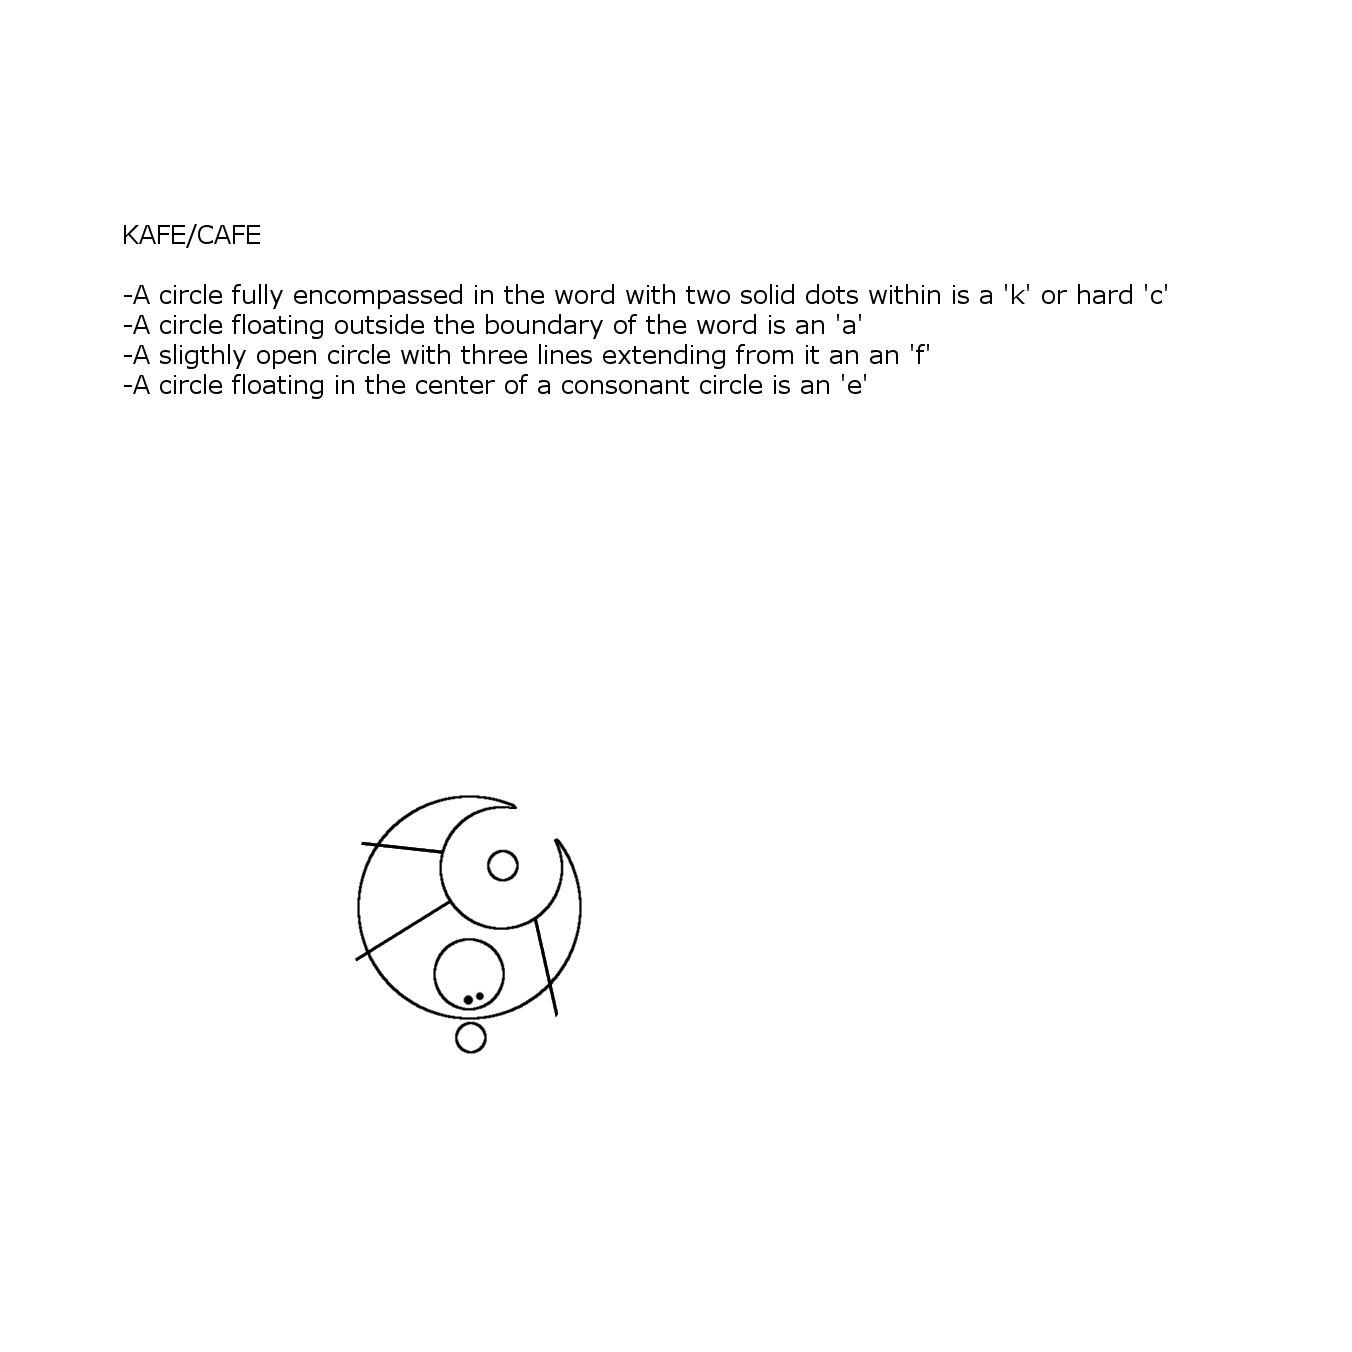 KAFE/CAFE
-A circle fully encompassed in the word with two solid dots within is a 'k' or hard 'c'
-A circle floating outside the boundary of the word is an 'a'
-A sligthly open circle with three lines extending from it an an 'f'
-A circle floating in the center of a consonant circle is an 'e'